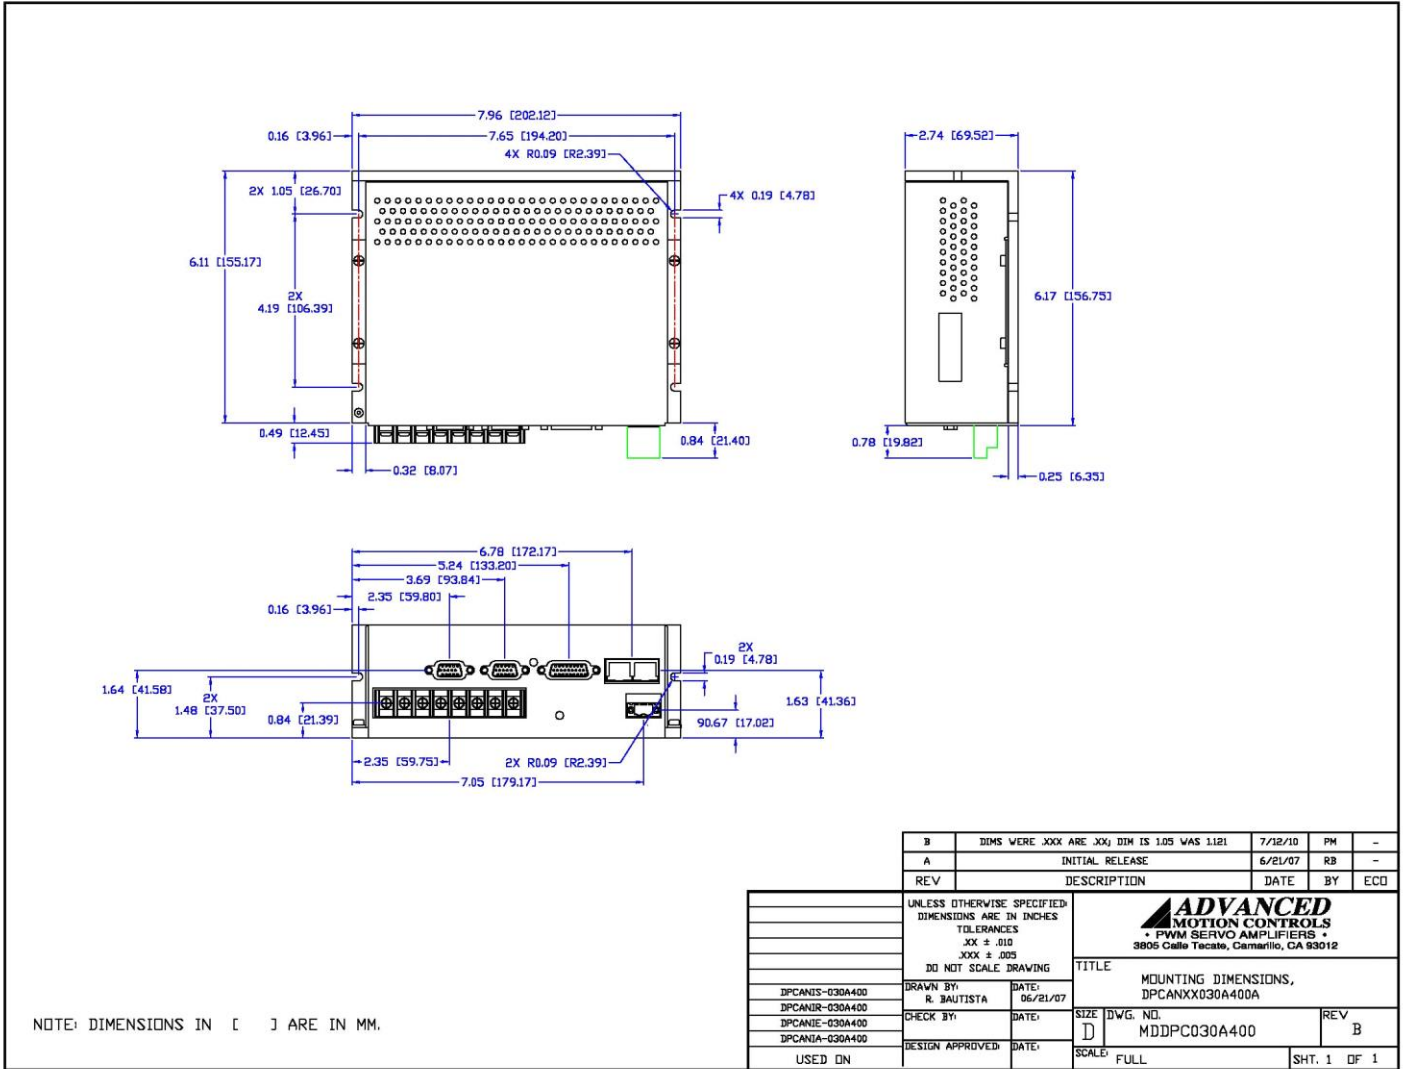 7.96 [202.12]
0.16 [3.96]
7.65 [194.20]
4X R0.09 [R2.39]
2X 1.05 [26.70]
4X 0.19 [4.78]
6.11 [155.17]
2X
4.19 [106.39]
0.49 [12.45]
0.84 [21.40]
0.32 [8.07]
2.74 [69.52]
6.17 [156.75]
0.78 [19.82]
0.25 [6.35]
6.78 [172.17]
5.24 [133.20]
3.69 [93.84]
2.35 [59.80]
0.16 [3.96]
2X
0.19 [4.78]
1.64 [41.58]
2X
1.48 [37.50]
0.84 [21.39]
1.63 [41.36]
90.67 [17.02]
2.35 [59.75]
2X R0.09 [R2.39]
7.05 [179.17]
NOTE: DIMENSIONS IN [ ] ARE IN MM.
B DIMS WERE .XXX ARE .XX; DIM IS 1.05 WAS 1.121 7/12/10 PM -
A INITIAL RELEASE 6/21/07 RB -
REV DESCRIPTION DATE BY ECO
UNLESS OTHERWISE SPECIFIED:
DIMENSIONS ARE IN INCHES
TOLERANCES
.XX ± .010
.XXX ± .005
DO NOT SCALE DRAWING
ADVANCED
MOTION CONTROLS
• PWM SERVO AMPLIFIERS •
3805 Calle Tecate, Camarillo, CA 93012
TITLE
MOUNTING DIMENSIONS,
DPCANXX030A400A
DPCANIS-030A400
DPCANIR-030A400
DPCANIE-030A400
DPCANIA-030A400
USED ON
DRAWN BY: DATE:
R. BAUTISTA 06/21/07
CHECK BY: DATE:
DESIGN APPROVED: DATE:
SIZE DWG. NO. REV
D MDDPC030A400 B
SCALE: FULL SHT. 1 OF 1